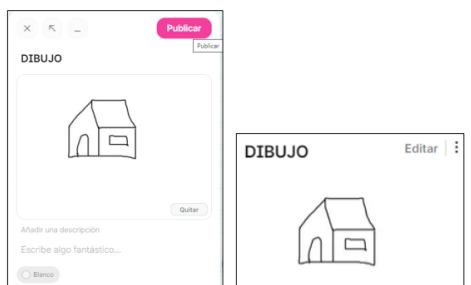 Publicar
Publicar
DIBUJO
Quitar
Añadir una descripción
Escribe algo fantástico...
Blanco
DIBUJO Editar